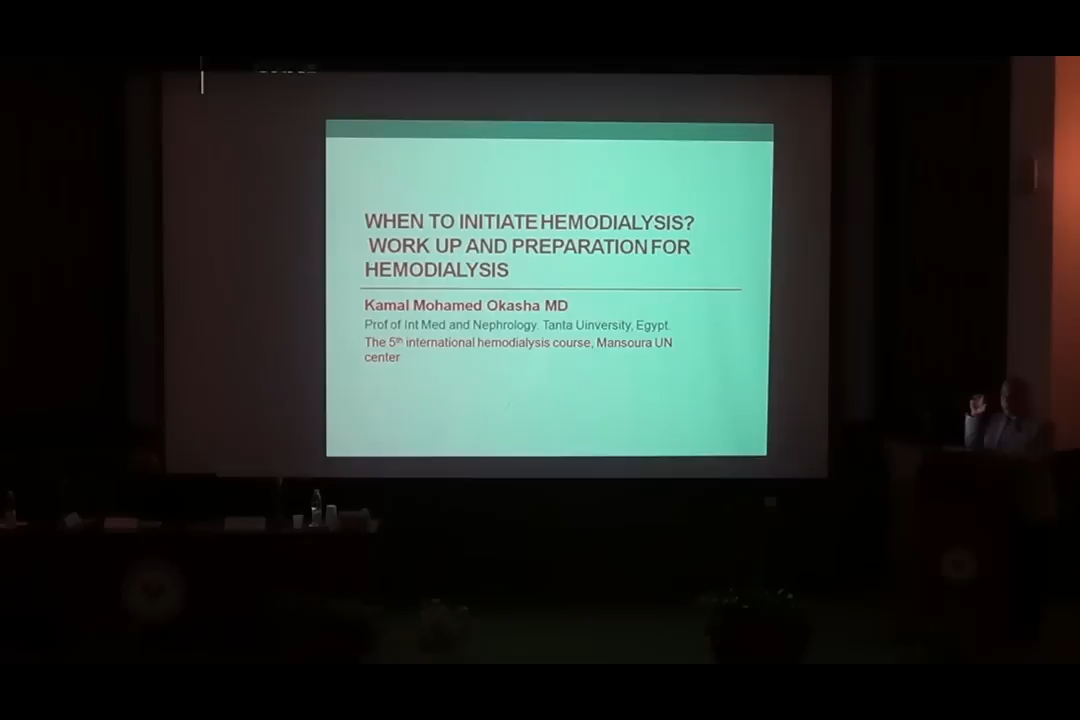 WHEN TO INITIATE HEMODIALYSIS?
WORK UP AND PREPARATION FOR
HEMODIALYSIS
Kamal Mohamed Okasha MD
Prof of Int Med and Nephrology. Tanta Uinversity, Egypt.
The 5th international hemodialysis course, Mansoura UN
center